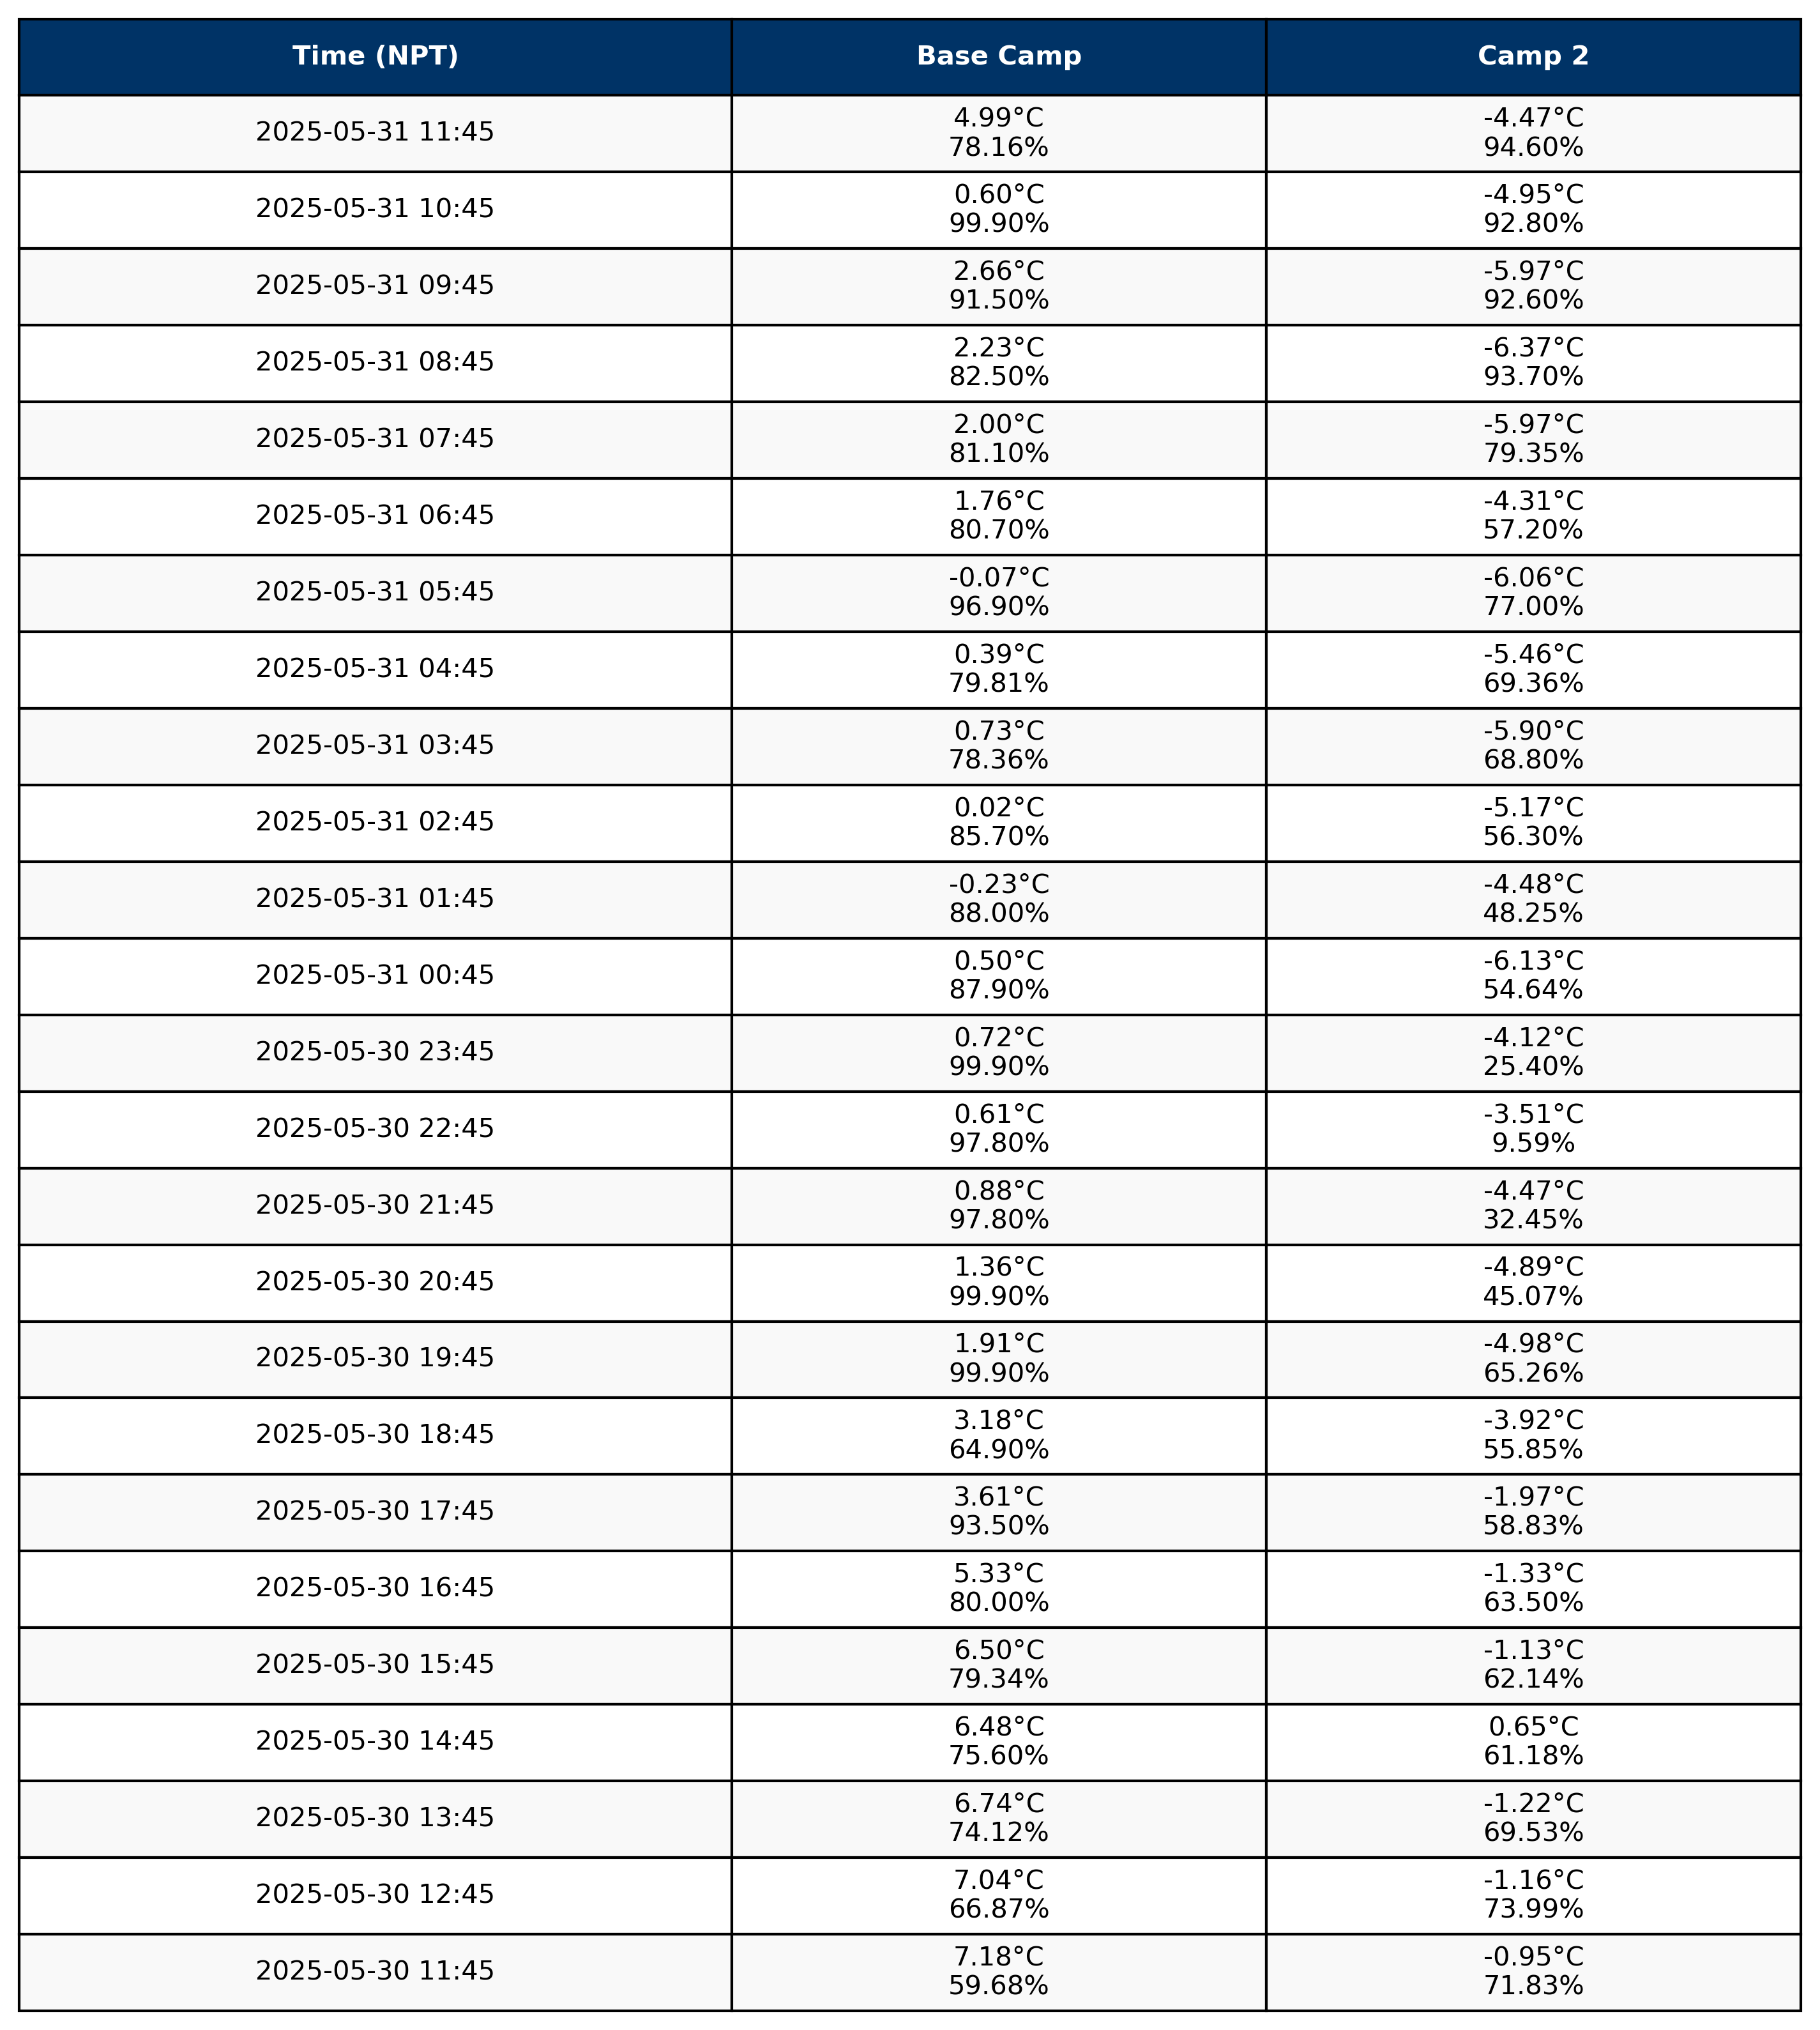 Time (NPT) Base Camp Camp 2
2025-05-31 11:45 4.99°C -4.47°C
78.16% 94.60%
2025-05-31 10:45 0.60°C -4.95°C
99.90% 92.80%
2025-05-31 09:45 2.66°C -5.97°C
91.50% 92.60%
2025-05-31 08:45 2.23°C -6.37°C
82.50% 93.70%
2025-05-31 07:45 2.00°C -5.97°C
81.10% 79.35%
2025-05-31 06:45 1.76°C -4.31°C
80.70% 57.20%
2025-05-31 05:45 -0.07°C -6.06°C
96.90% 77.00%
2025-05-31 04:45 0.39°C -5.46°C
79.81% 69.36%
2025-05-31 03:45 0.73°C -5.90°C
78.36% 68.80%
2025-05-31 02:45 0.02°C -5.17°C
85.70% 56.30%
2025-05-31 01:45 -0.23°C -4.48°C
88.00% 48.25%
2025-05-31 00:45 0.50°C -6.13°C
87.90% 54.64%
2025-05-30 23:45 0.72°C -4.12°C
99.90% 25.40%
2025-05-30 22:45 0.61°C -3.51°C
97.80% 9.59%
2025-05-30 21:45 0.88°C -4.47°C
97.80% 32.45%
2025-05-30 20:45 1.36°C -4.89°C
99.90% 45.07%
2025-05-30 19:45 1.91°C -4.98°C
99.90% 65.26%
2025-05-30 18:45 3.18°C -3.92°C
64.90% 55.85%
2025-05-30 17:45 3.61°C -1.97°C
93.50% 58.83%
2025-05-30 16:45 5.33°C -1.33°C
80.00% 63.50%
2025-05-30 15:45 6.50°C -1.13°C
79.34% 62.14%
2025-05-30 14:45 6.48°C 0.65°C
75.60% 61.18%
2025-05-30 13:45 6.74°C -1.22°C
74.12% 69.53%
2025-05-30 12:45 7.04°C -1.16°C
66.87% 73.99%
2025-05-30 11:45 7.18°C -0.95°C
59.68% 71.83%